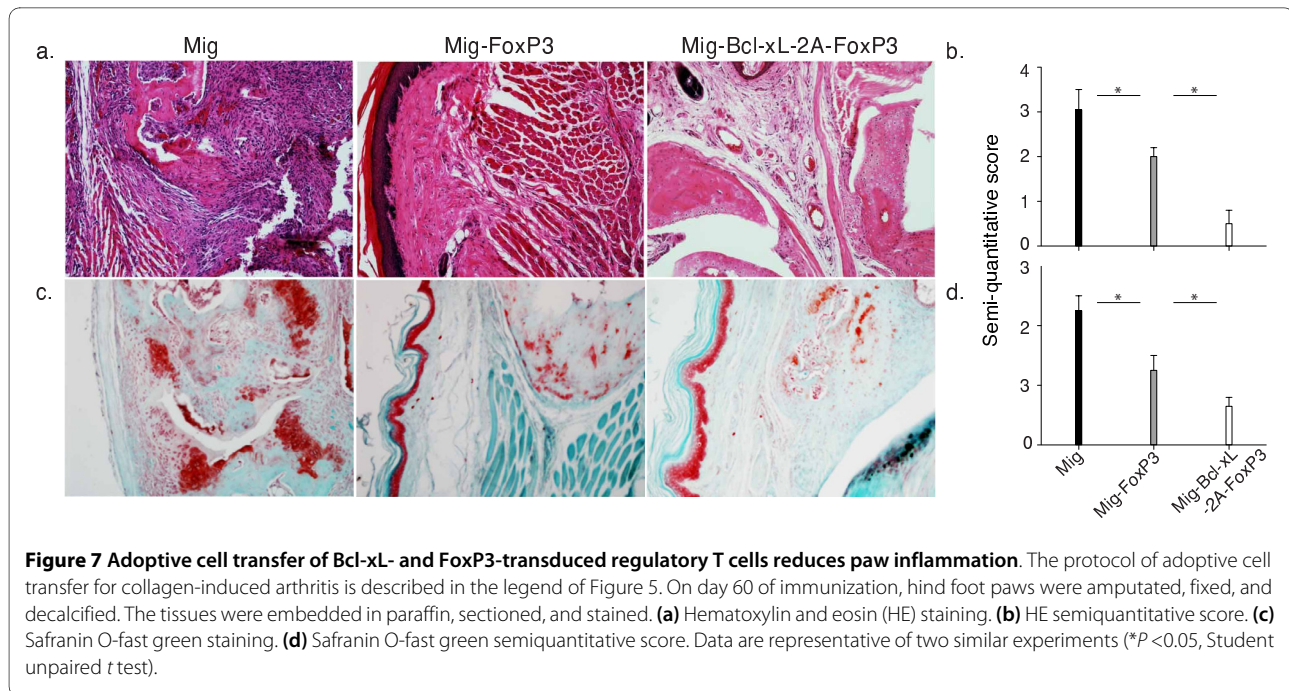 a.
Mig
Mig-FoxP3
Mig-Bcl-xL-2A-FoxP3
b.
4
3
2
1
0
* *
c.
d.
Semi-quantitative score
3
2
3
0
* *
Mig
Mig-FoxP3
Mig-Bcl-xL
-2A-FoxP3
Figure 7 Adoptive cell transfer of Bcl-xL- and FoxP3-transduced regulatory T cells reduces paw inflammation. The protocol of adoptive cell
transfer for collagen-induced arthritis is described in the legend of Figure 5. On day 60 of immunization, hind foot paws were amputated, fixed, and
decalcified. The tissues were embedded in paraffin, sectioned, and stained. (a) Hematoxylin and eosin (HE) staining. (b) HE semiquantitative score. (c)
Safranin O-fast green staining. (d) Safranin O-fast green semiquantitative score. Data are representative of two similar experiments (*P <0.05, Student
unpaired t test).